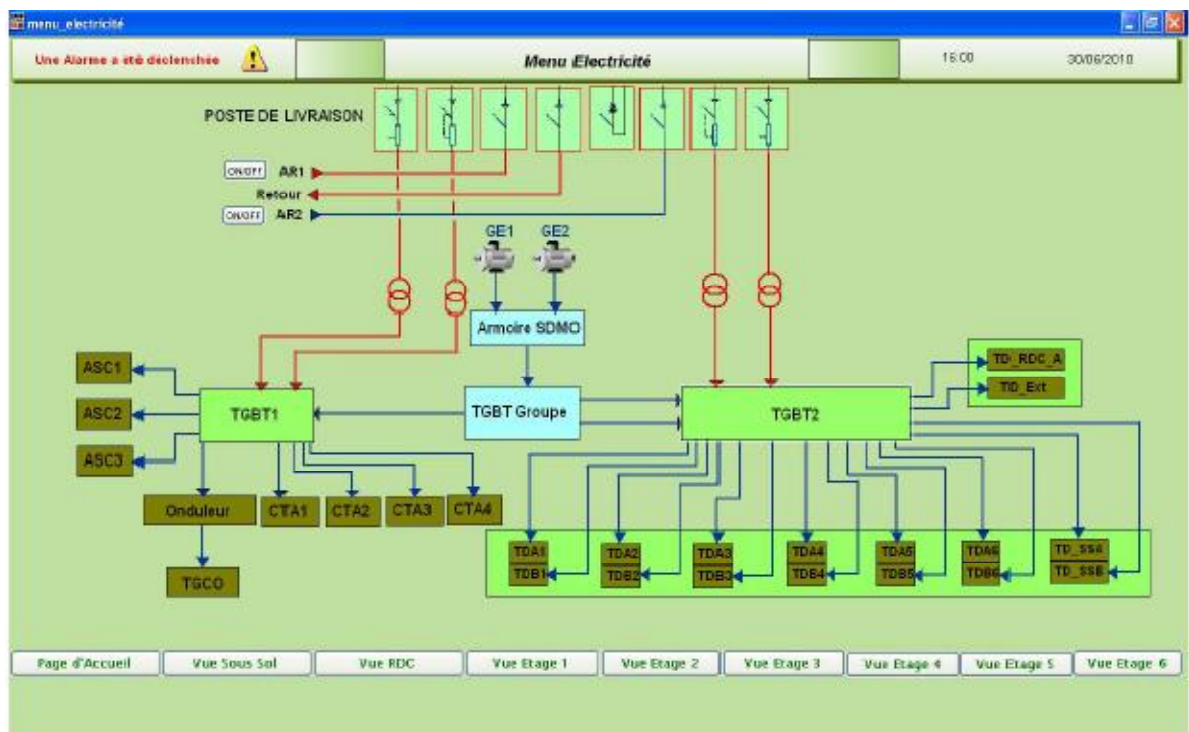 menu_electricité
Une Alarme a été déclenchée
Menu Electricité
16:00
30/06/2010
POSTE DE LIVRAISON
ON/OFF AR1
Retour
ON/OFF AR2
GE1 GE2
Armoire SDMO
TGBT Groupe
TGBT1
TGBT2
ASC1
ASC2
ASC3
TD_RDC_A
TD_Ext
Onduleur
CTA1
CTA2
CTA3
CTA4
TGCO
TDA1 TDA2 TDA3 TDA4 TDA5 TDA6 TD_SSA
TDB1 TDB2 TDB3 TDB4 TDB5 TDB6 TD_SSB
Page d'Accueil Vue Sous Sol Vue RDC Vue Etage 1 Vue Etage 2 Vue Etage 3 Vue Etage 4 Vue Etage 5 Vue Etage 6